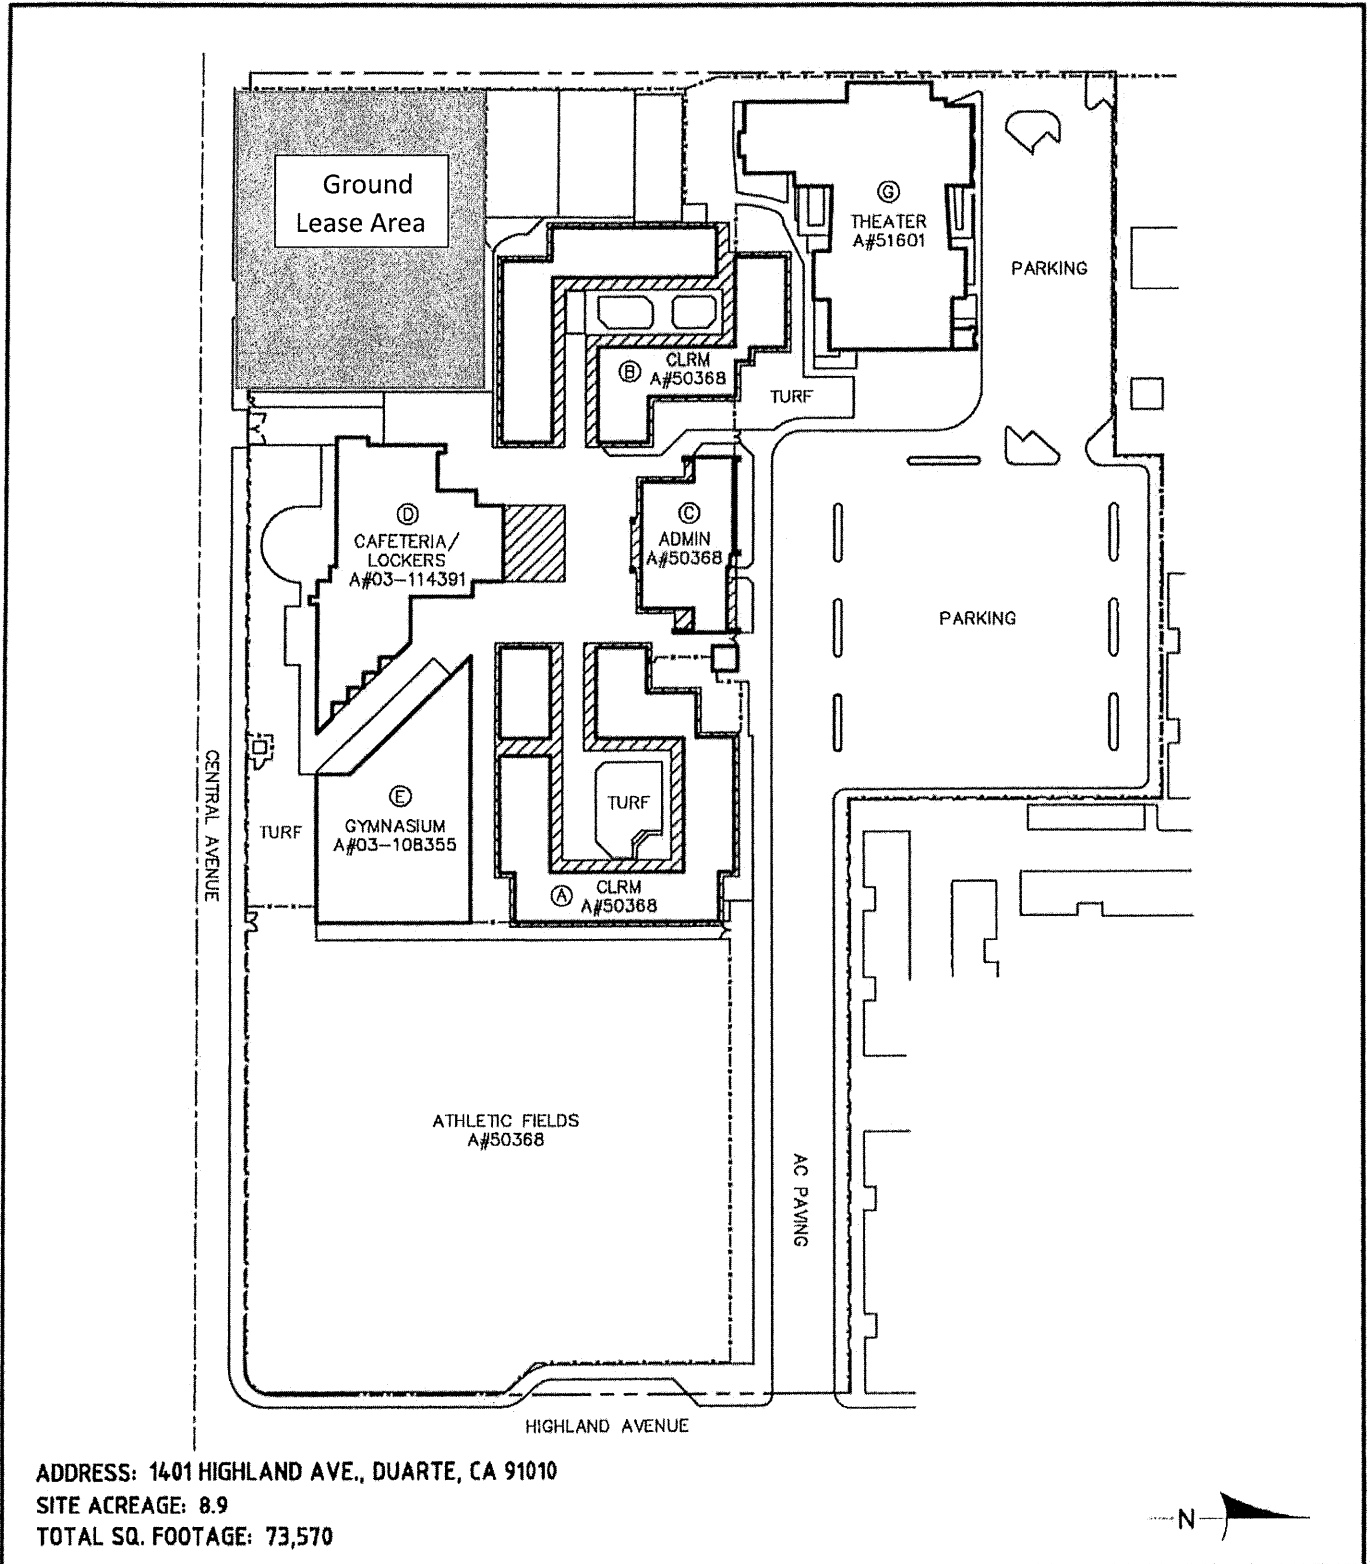 Ground
Lease Area
Ⓖ
THEATER
A#51601
PARKING
Ⓑ CLRM
A#50368
TURF
Ⓓ
CAFETERIA/
LOCKERS
A#03-114391
Ⓒ
ADMIN
A#50368
PARKING
CENTRAL AVENUE
TURF
Ⓔ
GYMNASIUM
A#03-108355
TURF
Ⓐ CLRM
A#50368
ATHLETIC FIELDS
A#50368
AC PAVING
HIGHLAND AVENUE
ADDRESS: 1401 HIGHLAND AVE., DUARTE, CA 91010
SITE ACREAGE: 8.9
TOTAL SQ. FOOTAGE: 73,570
N